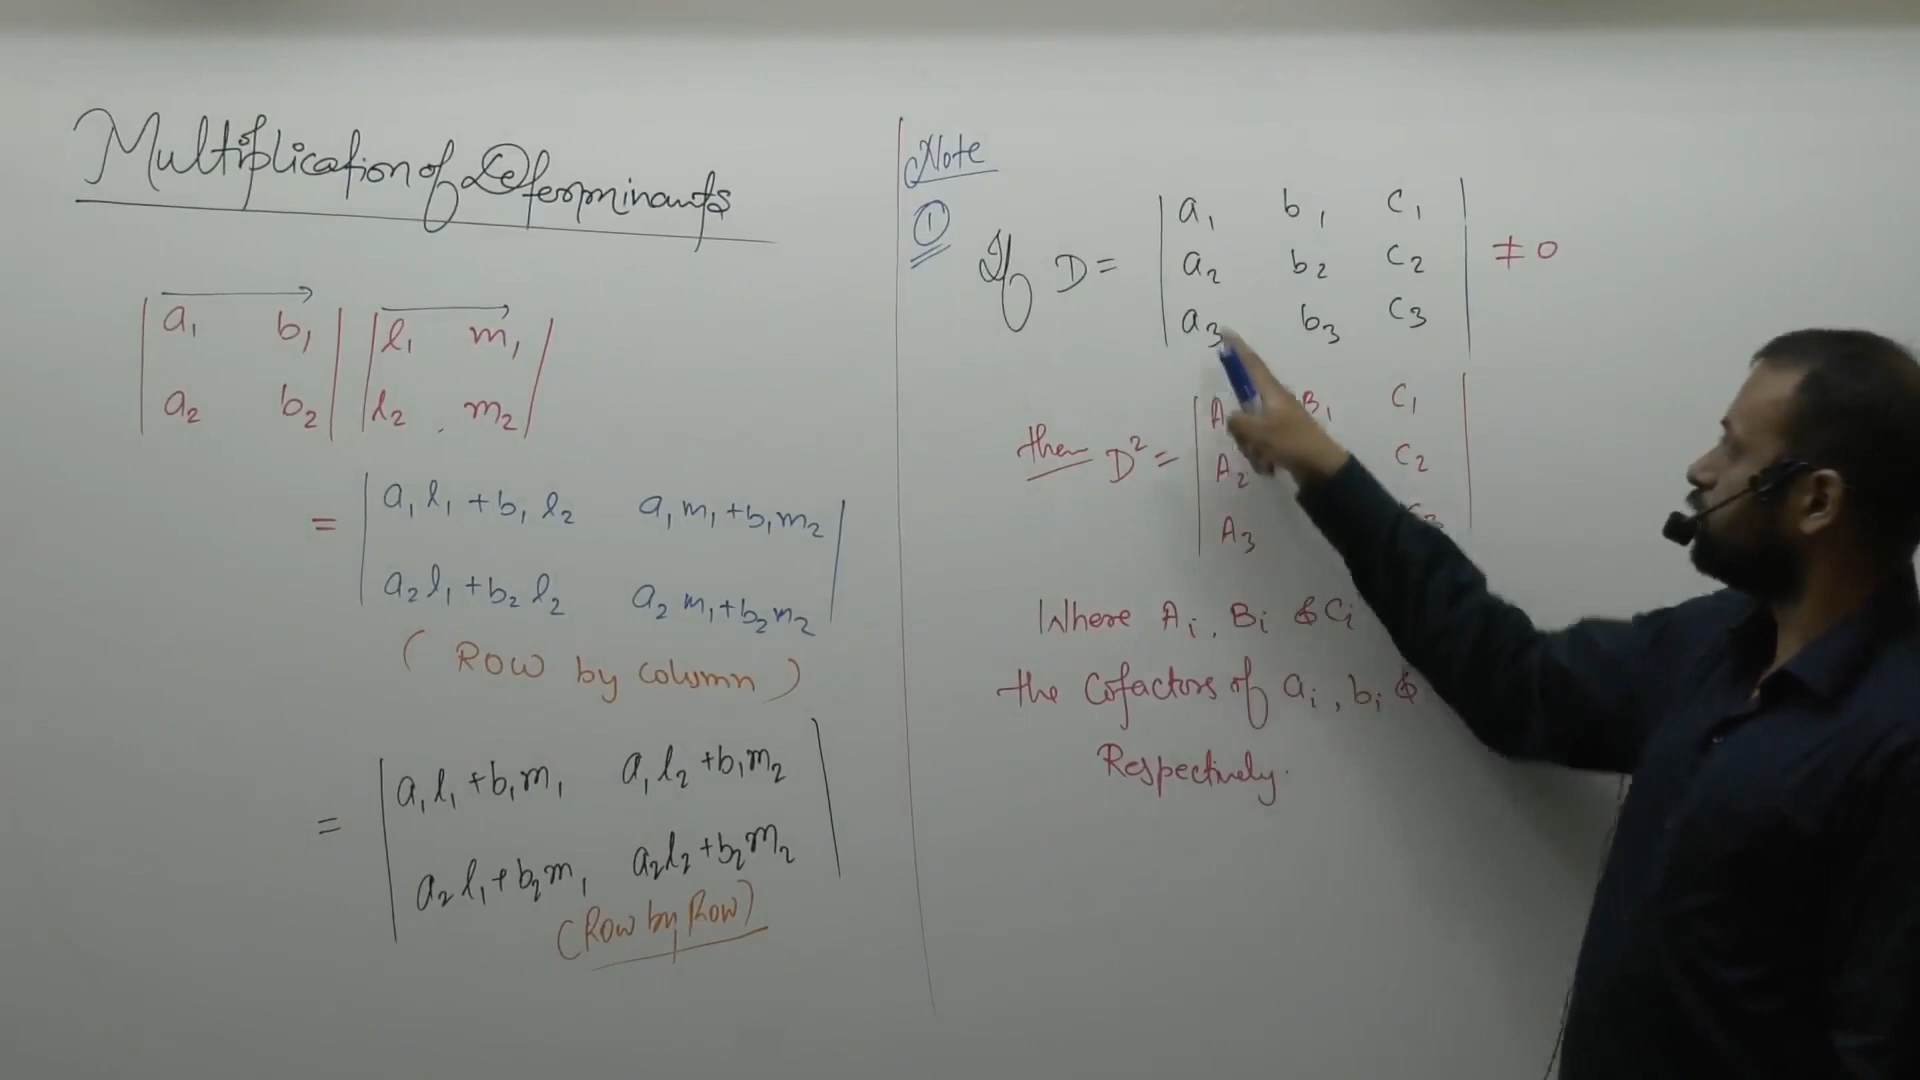 Multiplication of Determinants
| a₁ b₁ | | l₁ m₁ |
| a₂ b₂ | | l₂ . m₂ |
= | a₁l₁+b₁l₂ a₁m₁+b₁m₂ |
| a₂l₁+b₂l₂ a₂m₁+b₂m₂ |
( ROW by column )
= | a₁l₁+b₁m₁ a₁l₂+b₁m₂ |
| a₂l₁+b₂m₁ a₂l₂+b₂m₂ |
(Row by Row)
Note
①
If D = | a₁ b₁ c₁ |
| a₂ b₂ c₂ | ≠ 0
| a₃ b₃ c₃ |
then D² = | A B₁ C₁ |
| A₂ C₂ |
| A₃ |
Where Aᵢ, Bᵢ & Cᵢ
the Cofactors of aᵢ, bᵢ &
Respectively.